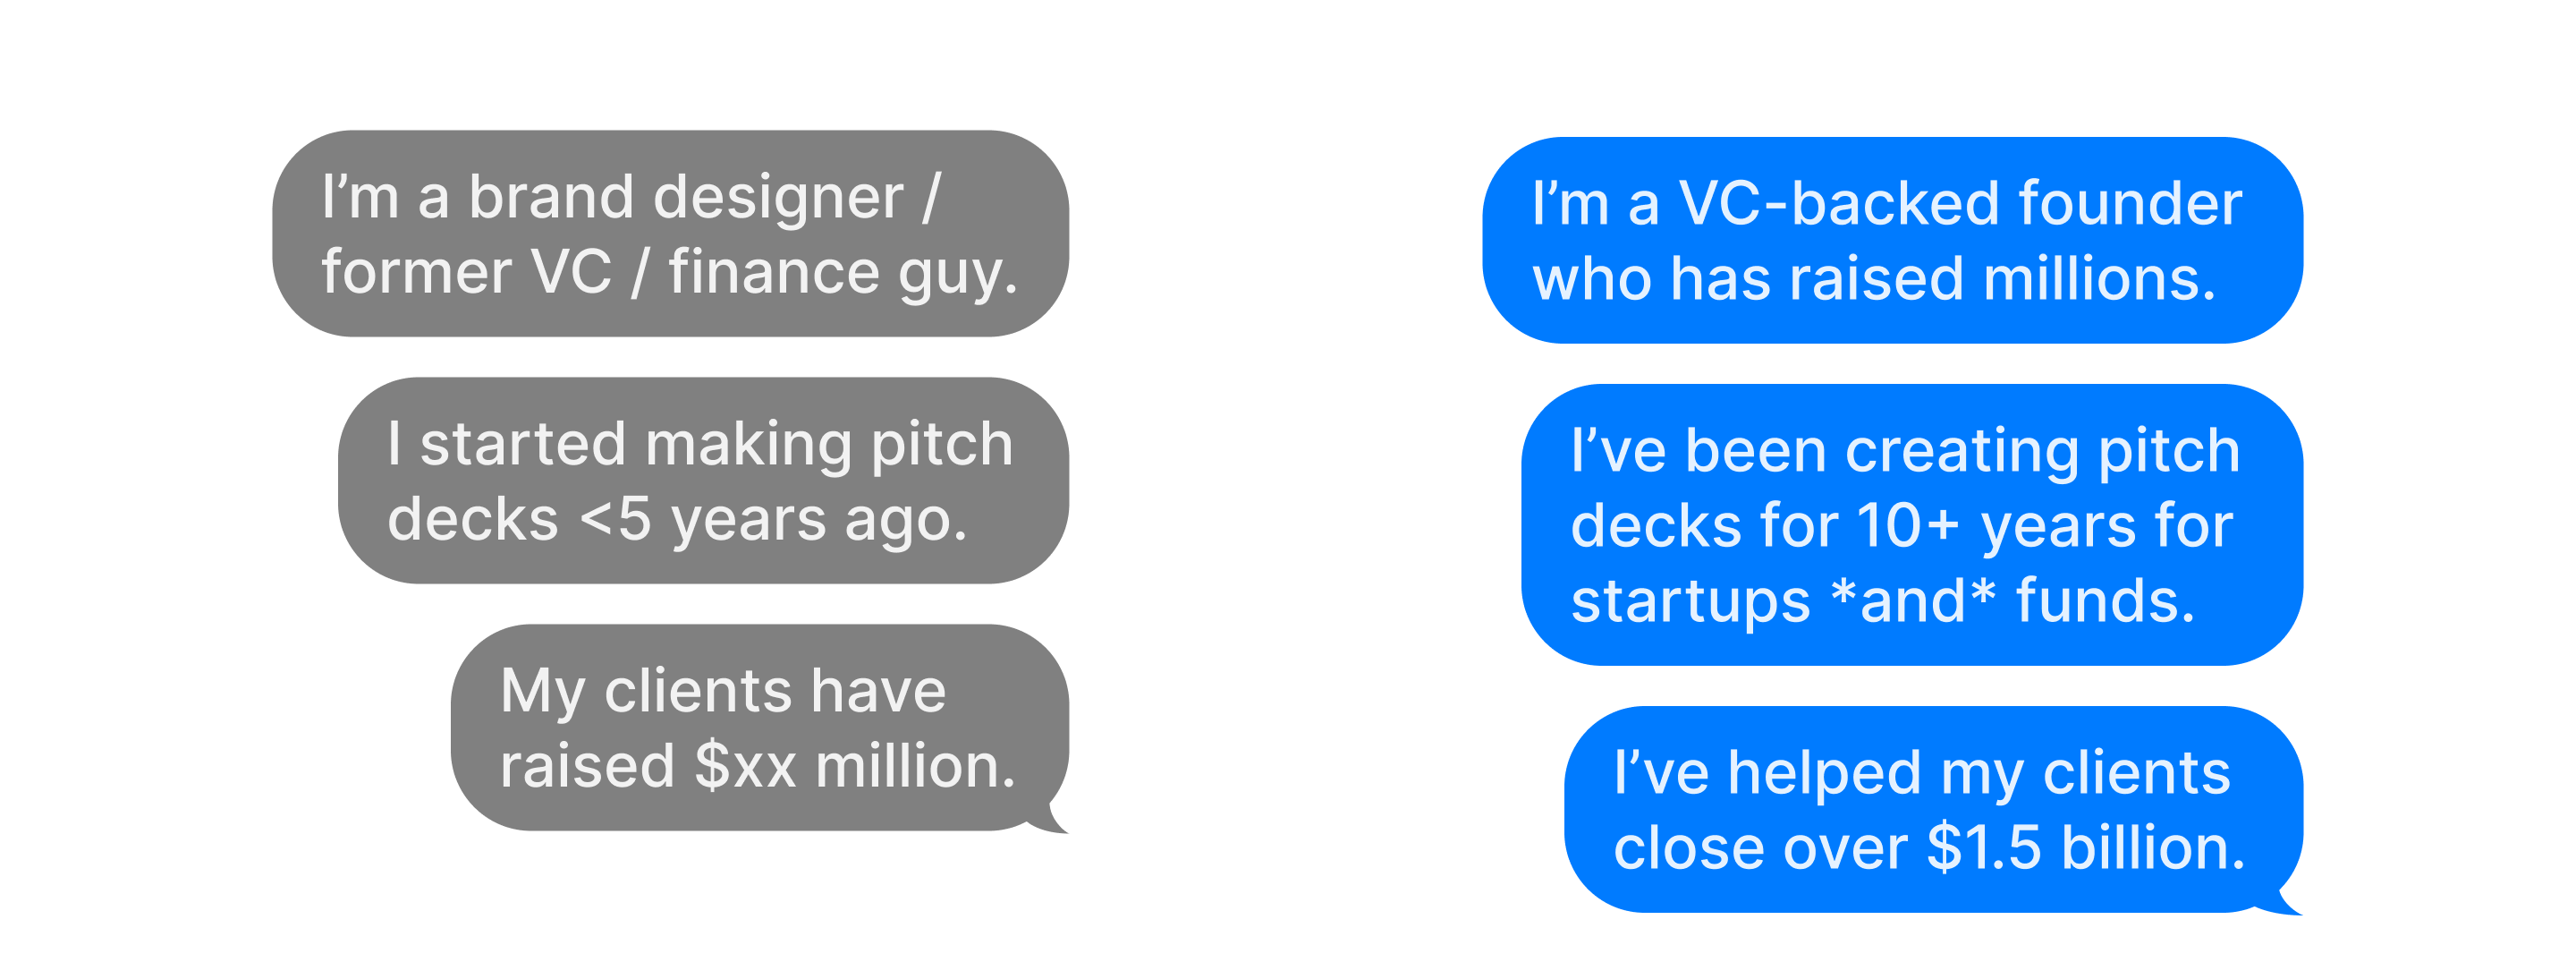 I’m a brand designer /
former VC / finance guy.
I started making pitch
decks <5 years ago.
My clients have
raised $xx million.
I’m a VC-backed founder
who has raised millions.
I’ve been creating pitch
decks for 10+ years for
startups *and* funds.
I’ve helped my clients
close over $1.5 billion.